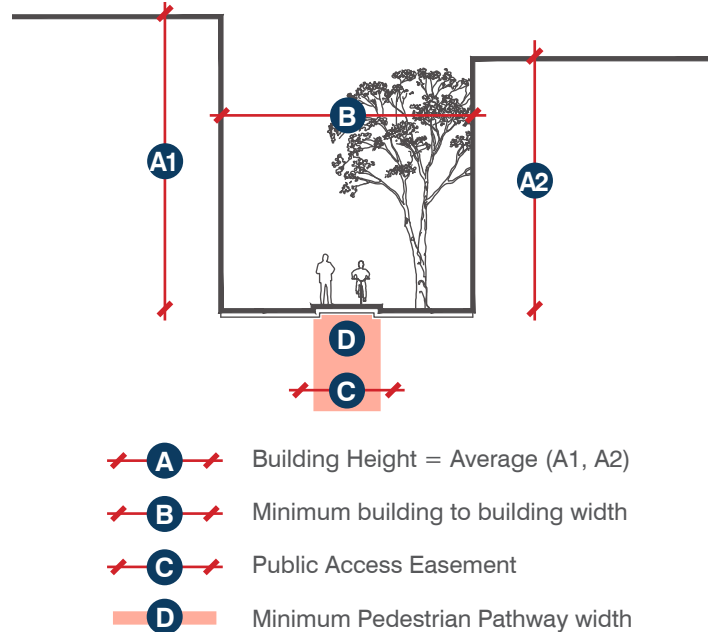 B
A1
A2
D
C
A Building Height = Average (A1, A2)
B Minimum building to building width
C Public Access Easement
D Minimum Pedestrian Pathway width